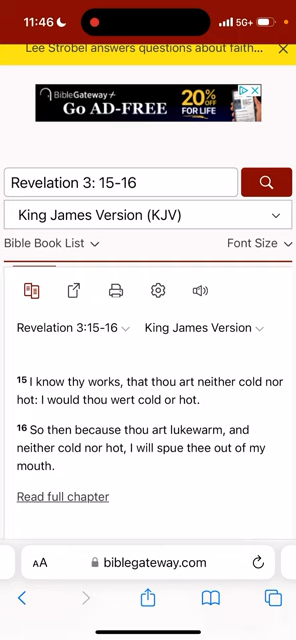 11:46
5G+
Lee Strobel answers questions about faith...
BibleGateway+
Go AD-FREE
20% OFF
FOR LIFE
Revelation 3: 15-16
King James Version (KJV)
Bible Book List
Font Size
Revelation 3:15-16
King James Version
15 I know thy works, that thou art neither cold nor
hot: I would thou wert cold or hot.
16 So then because thou art lukewarm, and
neither cold nor hot, I will spue thee out of my
mouth.
Read full chapter
AA
biblegateway.com